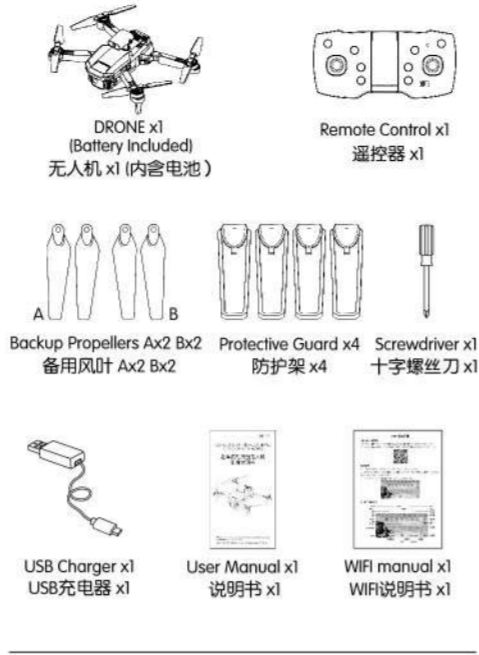 DRONE x1
(Battery Included)
无人机 x1 (内含电池)
Remote Control x1
遥控器 x1
A
B
Backup Propellers Ax2 Bx2
备用风叶 Ax2 Bx2
Protective Guard x4
防护架 x4
Screwdriver x1
十字螺丝刀 x1
USB Charger x1
USB充电器 x1
User Manual x1
说明书 x1
WIFI manual x1
WIFI说明书 x1